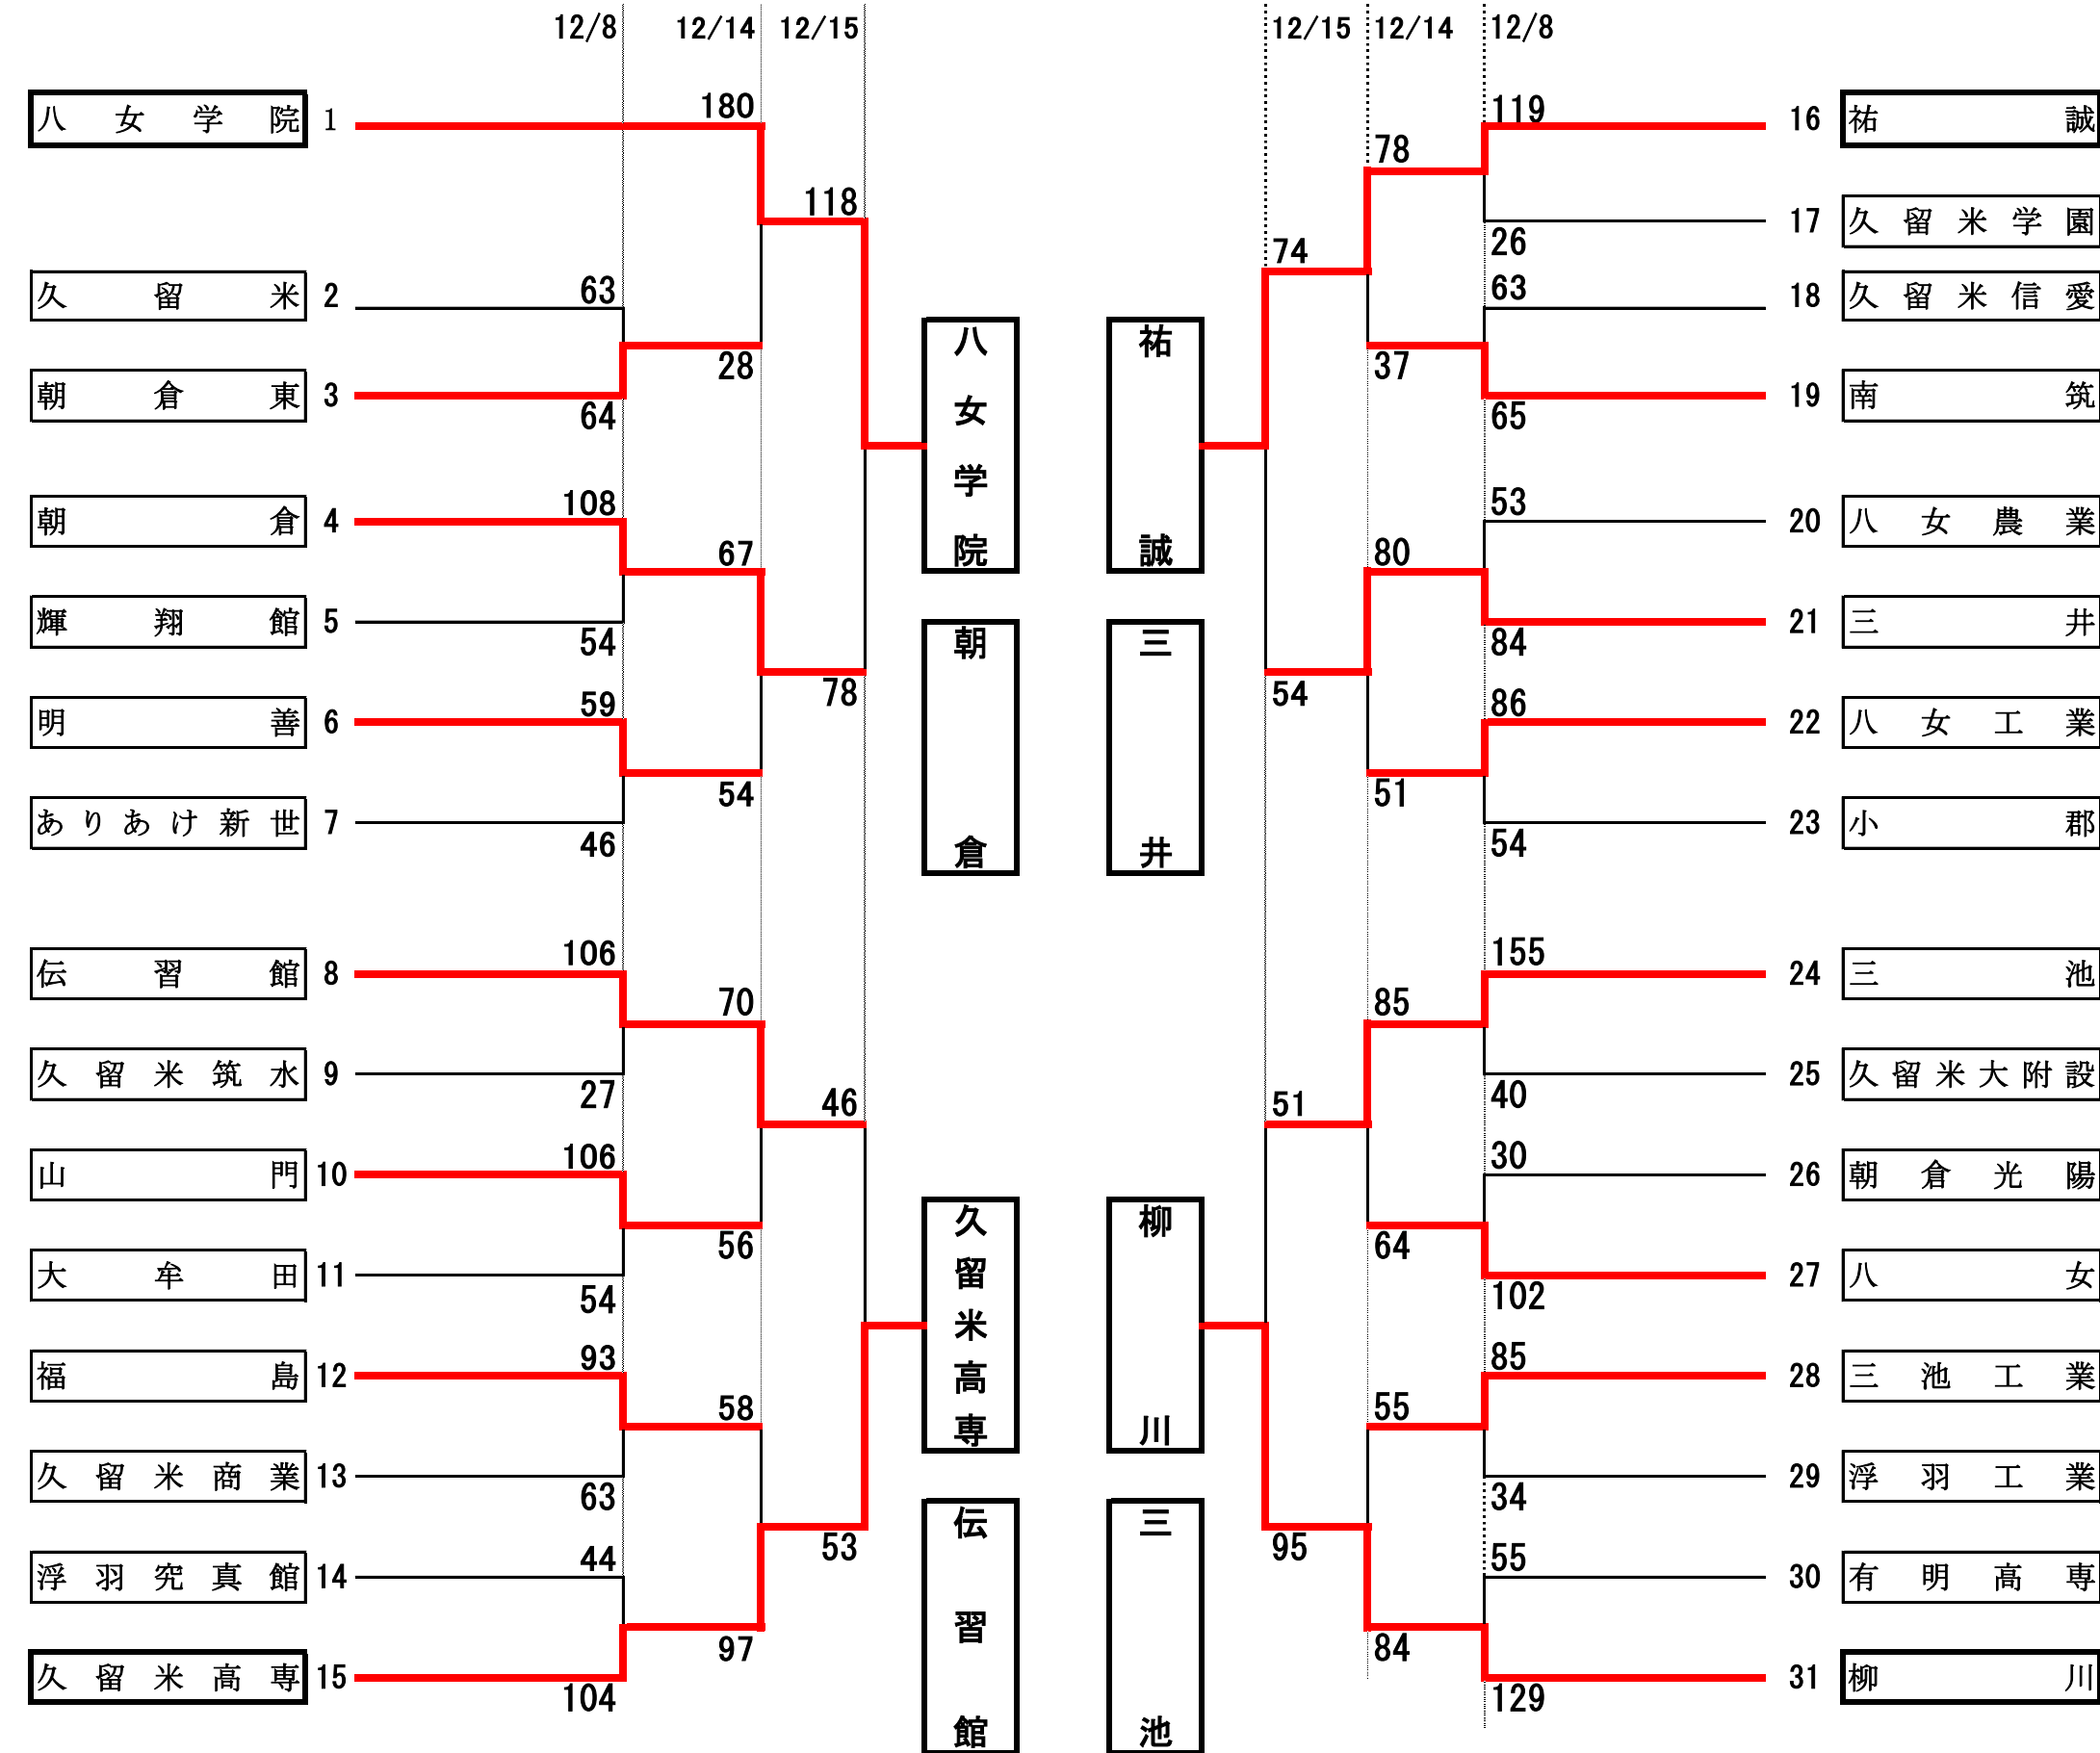 12/8 12/14 12/15
12/15 12/14 12/8
八女学院 1
180
118
久留米 2
63
28
朝倉東 3
64
朝倉 4
108
67
輝翔館 5
54
78
明善 6
59
54
ありあけ新世 7
46
伝習館 8
106
70
久留米筑水 9
27
46
山門 10
106
56
大牟田 11
54
福島 12
93
58
久留米商業 13
63
53
浮羽究真館 14
44
97
久留米高専 15
104
八女学院
朝倉
久留米高専
伝習館
祐誠
三井
柳川
三池
119
16 祐誠
78
17 久留米学園
26
74
63
18 久留米信愛
37
19 南筑
65
53
20 八女農業
80
21 三井
84
54
86
22 八女工業
51
23 小郡
54
155
24 三池
85
25 久留米大附設
40
51
30
26 朝倉光陽
64
27 八女
102
85
28 三池工業
55
29 浮羽工業
34
95
55
30 有明高専
84
31 柳川
129